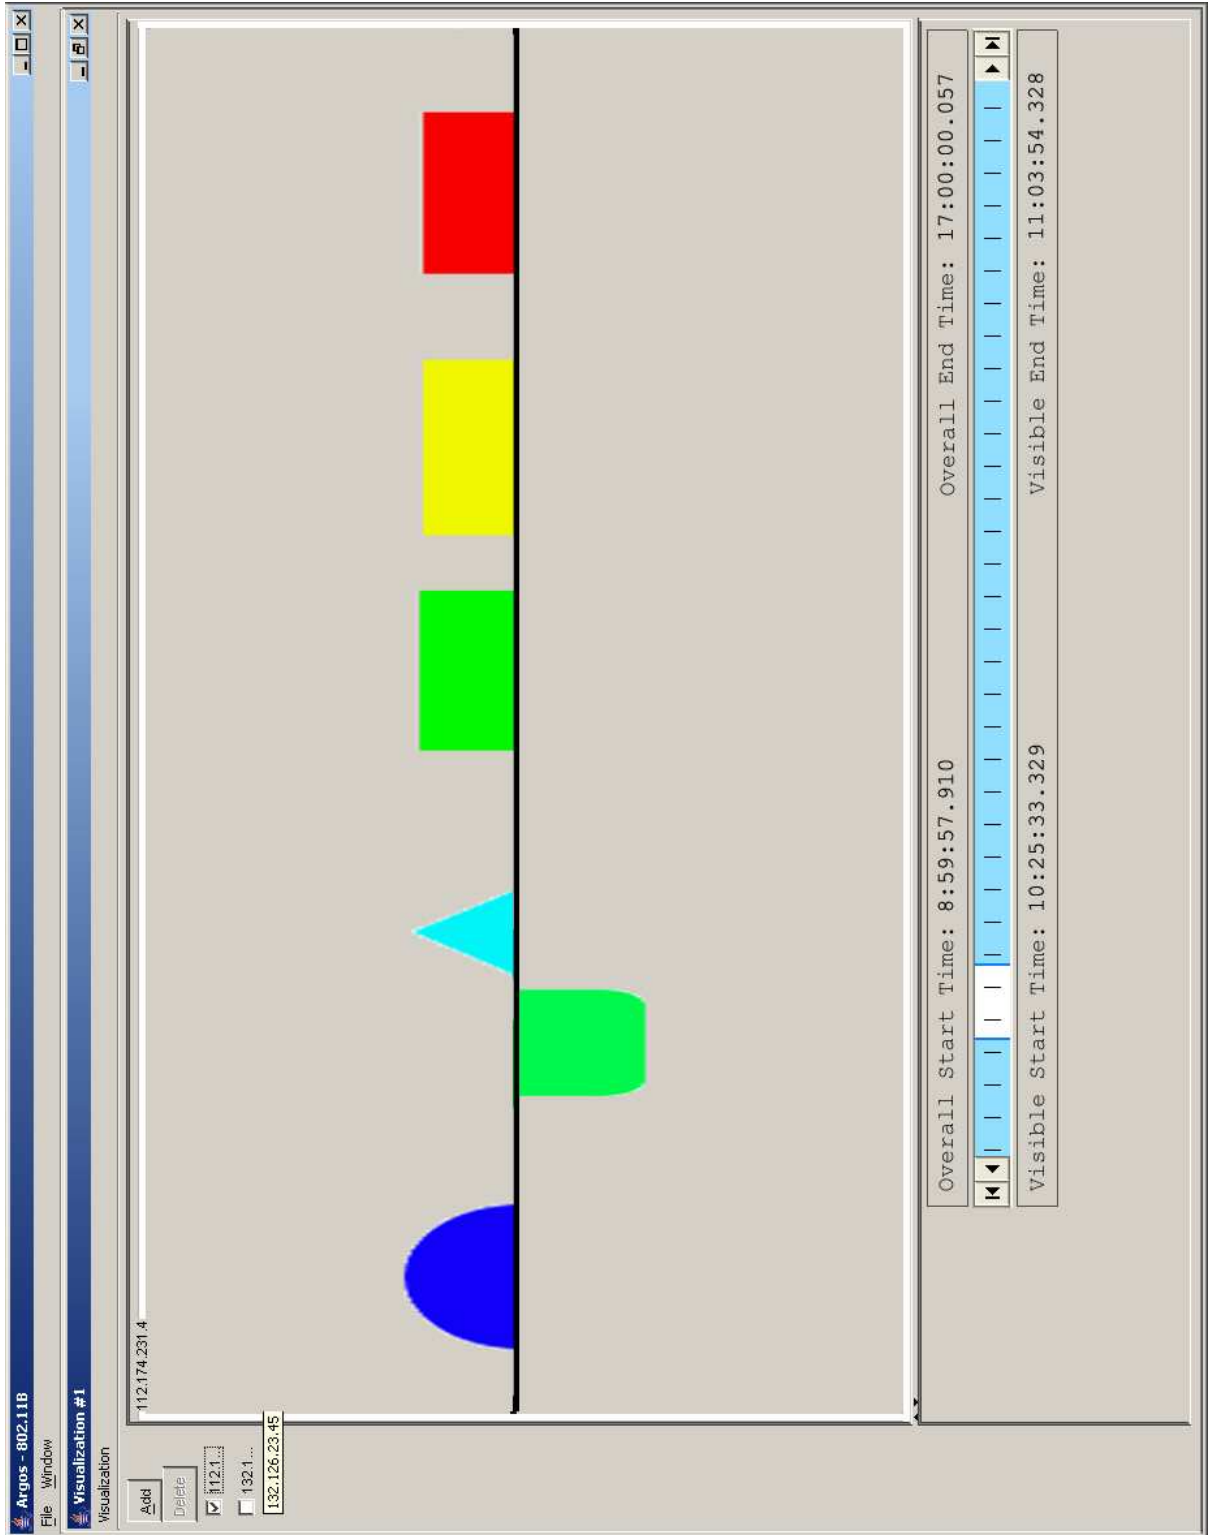 Argos - 802.11B
File Window
Visualization #1
Visualization
Add
Delete
112.1...
132.1...
132.126.23.45
112.174.231.4
Overall Start Time: 8:59:57.910 Overall End Time: 17:00:00.057
Visible Start Time: 10:25:33.329 Visible End Time: 11:03:54.328